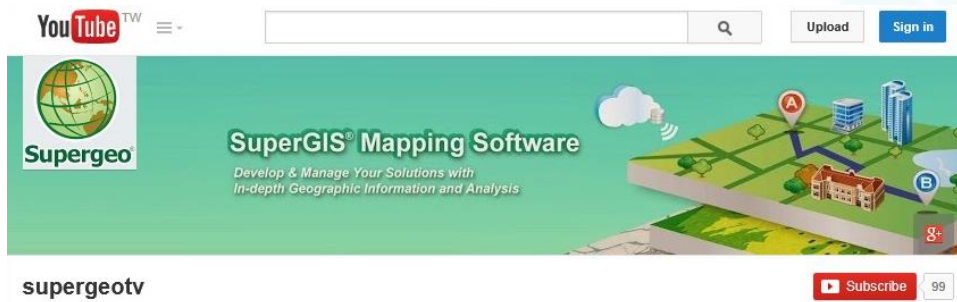 YouTube TW
Upload
Sign in
Supergeo
SuperGIS® Mapping Software
Develop & Manage Your Solutions with
In-depth Geographic Information and Analysis
A
B
g+
supergeotv
Subscribe 99